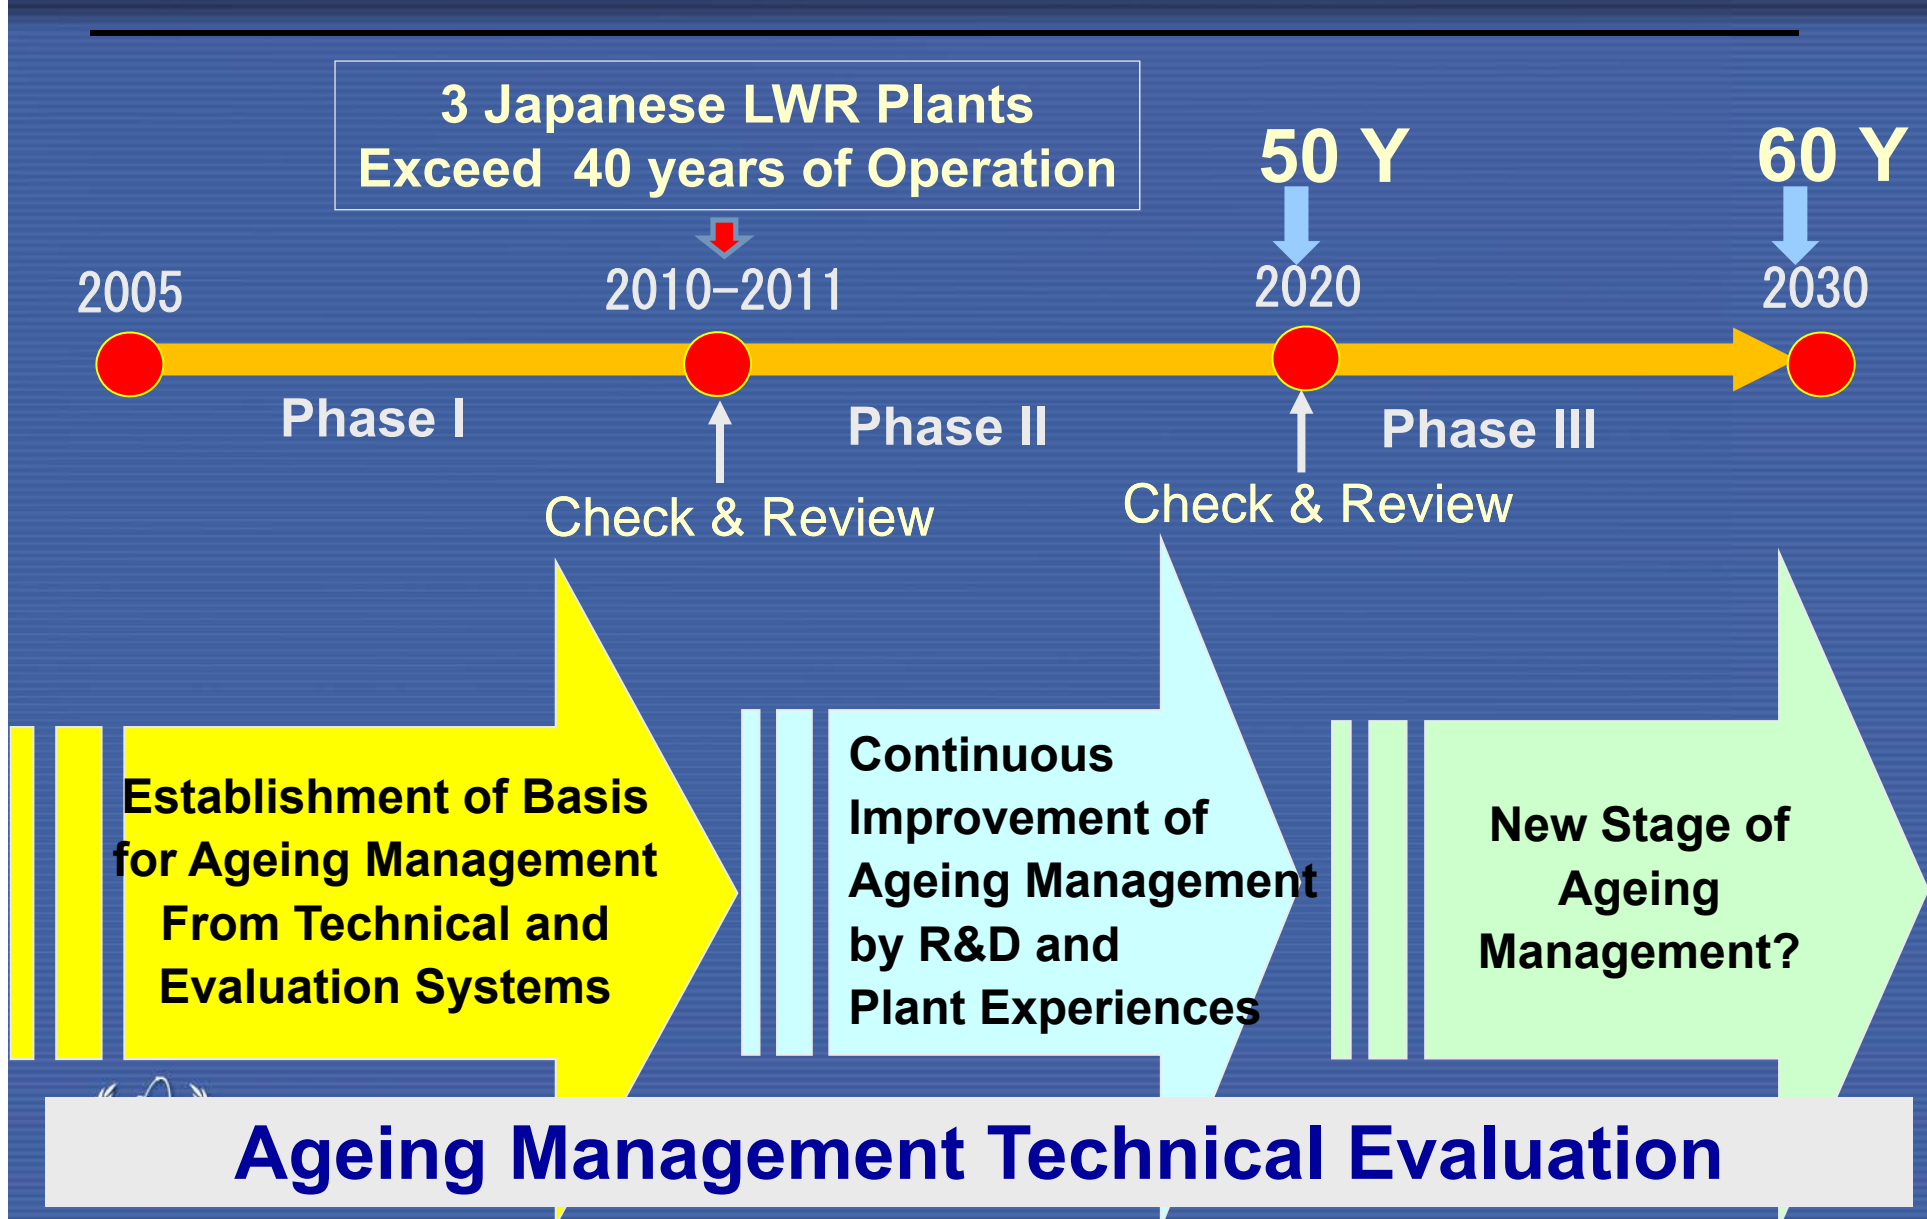 3 Japanese LWR Plants
Exceed 40 years of Operation
50 Y
60 Y
2005
2010-2011
2020
2030
Phase I
Phase II
Phase III
Check & Review
Check & Review
Establishment of Basis
for Ageing Management
From Technical and
Evaluation Systems
Continuous
Improvement of
Ageing Management
by R&D and
Plant Experiences
New Stage of
Ageing
Management?
Ageing Management Technical Evaluation